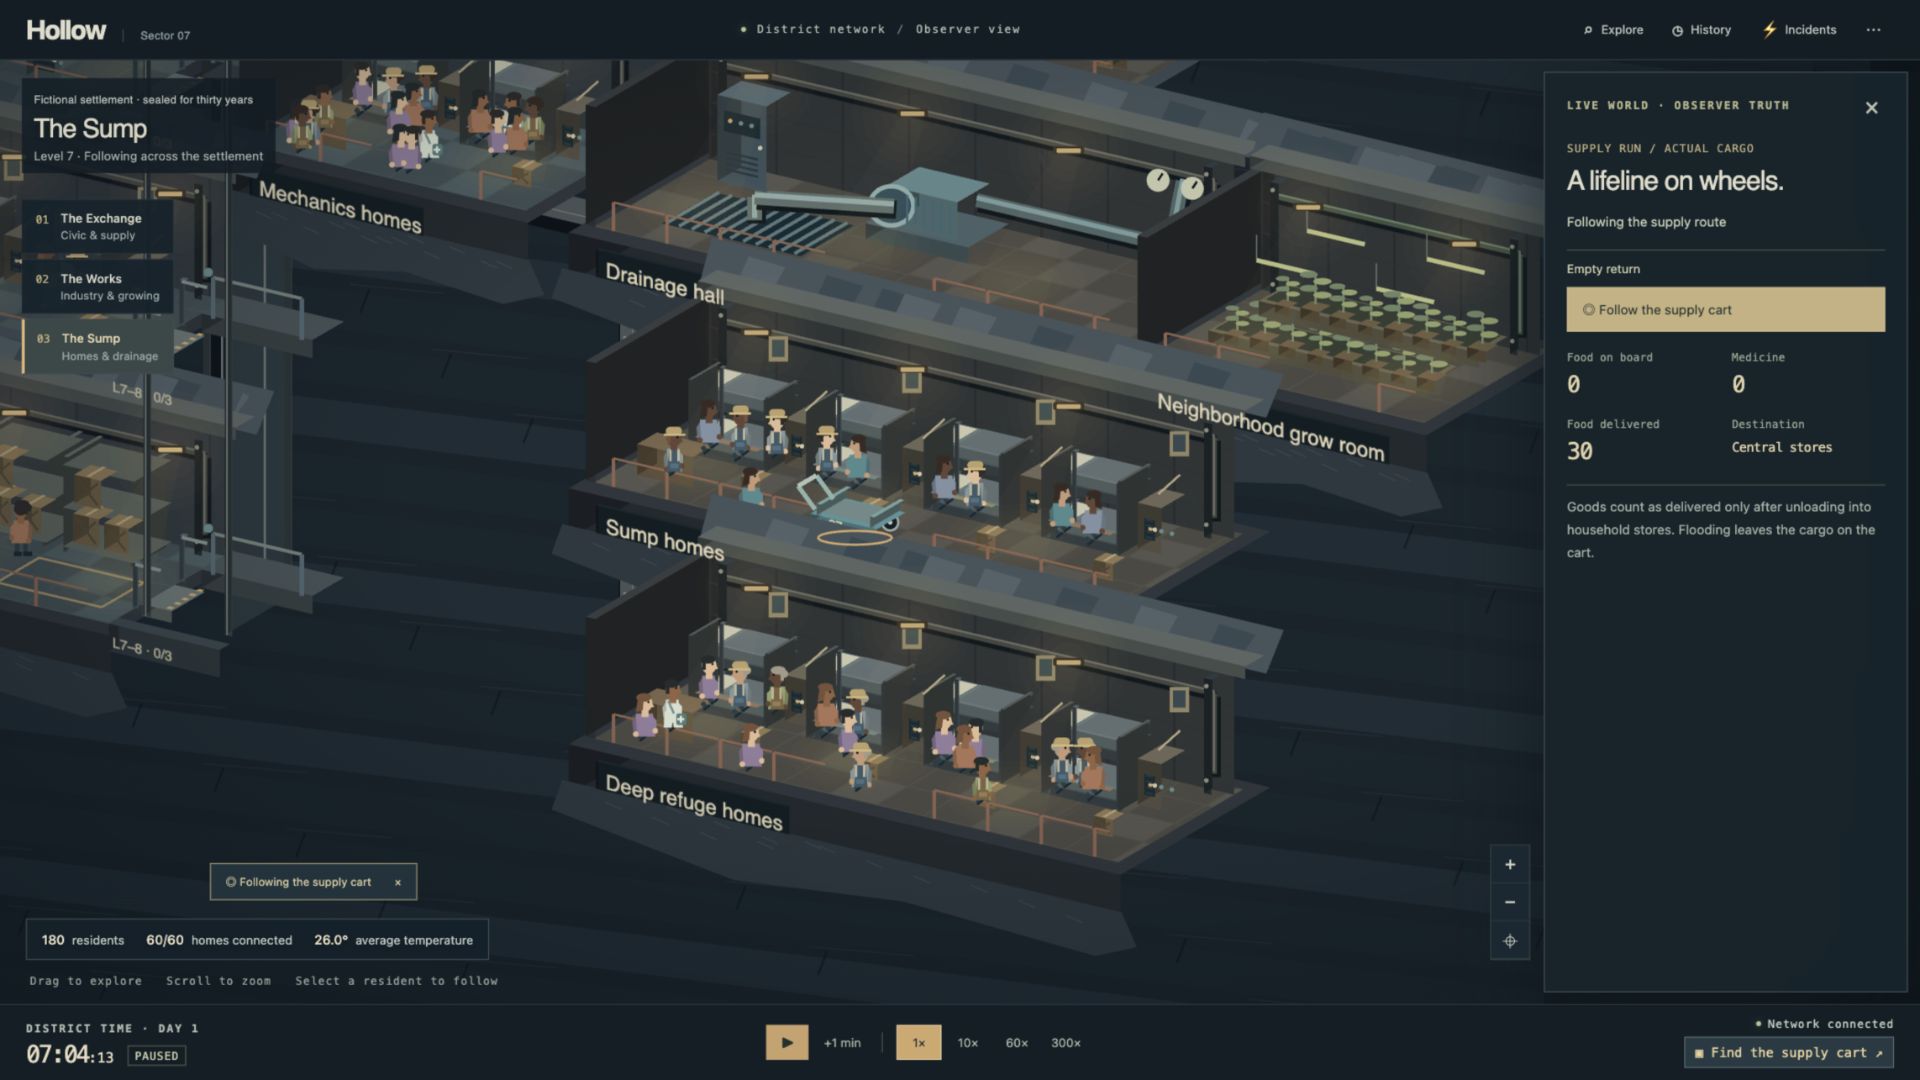 Hollow
Sector 07
District network / Observer view
Explore
History
Incidents
Fictional settlement · sealed for thirty years
The Sump
Level 7 · Following across the settlement
01 The Exchange
Civic & supply
02 The Works
Industry & growing
03 The Sump
Homes & drainage
L7–8 · 0/3
L7–8 · 0/3
Mechanics homes
Drainage hall
Neighborhood grow room
Sump homes
Deep refuge homes
LIVE WORLD · OBSERVER TRUTH
SUPPLY RUN / ACTUAL CARGO
A lifeline on wheels.
Following the supply route
Empty return
Follow the supply cart
Food on board
Medicine
0
0
Food delivered
Destination
30
Central stores
Goods count as delivered only after unloading into
household stores. Flooding leaves the cargo on the
cart.
Following the supply cart ×
180 residents 60/60 homes connected 26.0° average temperature
Drag to explore Scroll to zoom Select a resident to follow
DISTRICT TIME · DAY 1
07:04:13 PAUSED
+1 min
1×
10×
60×
300×
Network connected
Find the supply cart ↗